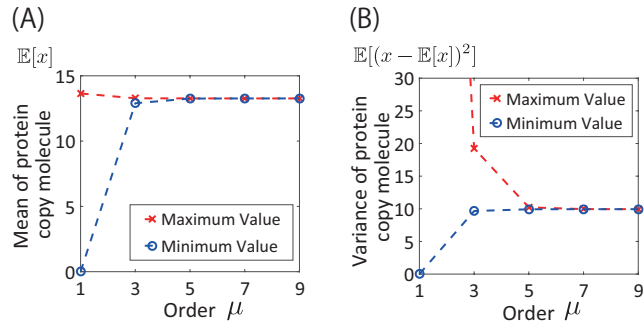 (A)
𝔼[x]
15
10
5
0
Mean of protein
copy molecule
Maximum Value
Minimum Value
1 3 5 7 9
Order μ
(B)
𝔼[(x − 𝔼[x])²]
30
25
20
15
10
5
0
Variance of protein
copy molecule
Maximum Value
Minimum Value
1 3 5 7 9
Order μ